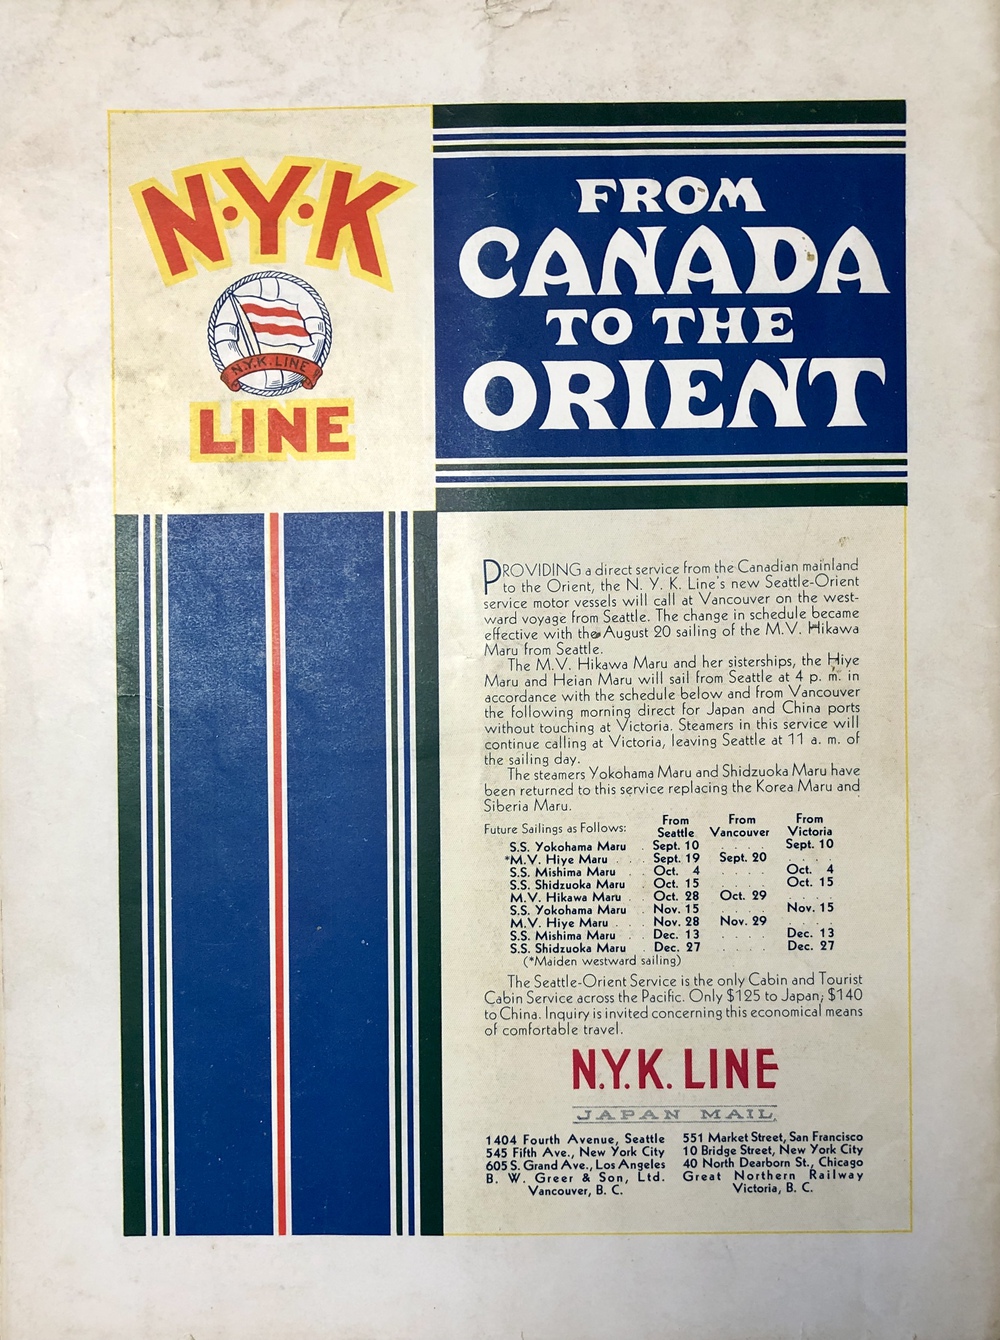 N·Y·K
N.Y.K. LINE
LINE
FROM
CANADA
TO THE
ORIENT
PROVIDING a direct service from the Canadian mainland
to the Orient, the N. Y. K. Line's new Seattle-Orient
service motor vessels will call at Vancouver on the west-
ward voyage from Seattle. The change in schedule became
effective with the August 20 sailing of the M.V. Hikawa
Maru from Seattle.
The M.V. Hikawa Maru and her sisterships, the Hiye
Maru and Heian Maru will sail from Seattle at 4 p. m. in
accordance with the schedule below and from Vancouver
the following morning direct for Japan and China ports
without touching at Victoria. Steamers in this service will
continue calling at Victoria, leaving Seattle at 11 a. m. of
the sailing day.
The steamers Yokohama Maru and Shidzuoka Maru have
been returned to this service replacing the Korea Maru and
Siberia Maru.
Future Sailings as Follows: From Seattle From Vancouver From Victoria
S.S. Yokohama Maru . Sept. 10 . . . . Sept. 10
*M.V. Hiye Maru . . . Sept. 19 Sept. 20 . . . .
S.S. Mishima Maru . . Oct. 4 . . . . Oct. 4
S.S. Shidzuoka Maru . Oct. 15 . . . . Oct. 15
M.V. Hikawa Maru . . Oct. 28 Oct. 29 . . . .
S.S. Yokohama Maru . Nov. 15 . . . . Nov. 15
M.V. Hiye Maru . . . Nov. 28 Nov. 29 . . . .
S.S. Mishima Maru . . Dec. 13 . . . . Dec. 13
S.S. Shidzuoka Maru . Dec. 27 . . . . Dec. 27
(*Maiden westward sailing)
The Seattle-Orient Service is the only Cabin and Tourist
Cabin Service across the Pacific. Only $125 to Japan; $140
to China. Inquiry is invited concerning this economical means
of comfortable travel.
N.Y.K. LINE
JAPAN MAIL
1404 Fourth Avenue, Seattle
545 Fifth Ave., New York City
605 S. Grand Ave., Los Angeles
B. W. Greer & Son, Ltd.
Vancouver, B. C.
551 Market Street, San Francisco
10 Bridge Street, New York City
40 North Dearborn St., Chicago
Great Northern Railway
Victoria, B. C.